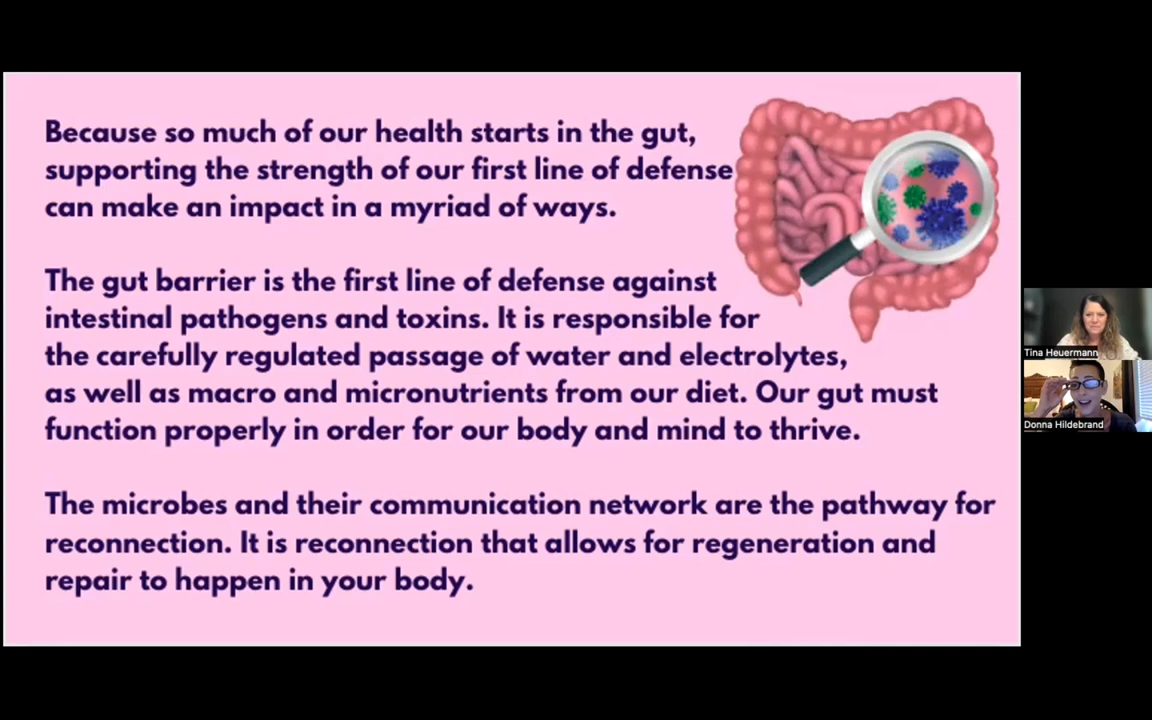 Because so much of our health starts in the gut,
supporting the strength of our first line of defense
can make an impact in a myriad of ways.
The gut barrier is the first line of defense against
intestinal pathogens and toxins. It is responsible for
the carefully regulated passage of water and electrolytes,
as well as macro and micronutrients from our diet. Our gut must
function properly in order for our body and mind to thrive.
The microbes and their communication network are the pathway for
reconnection. It is reconnection that allows for regeneration and
repair to happen in your body.
Tina Heuermann
Donna Hildebrand